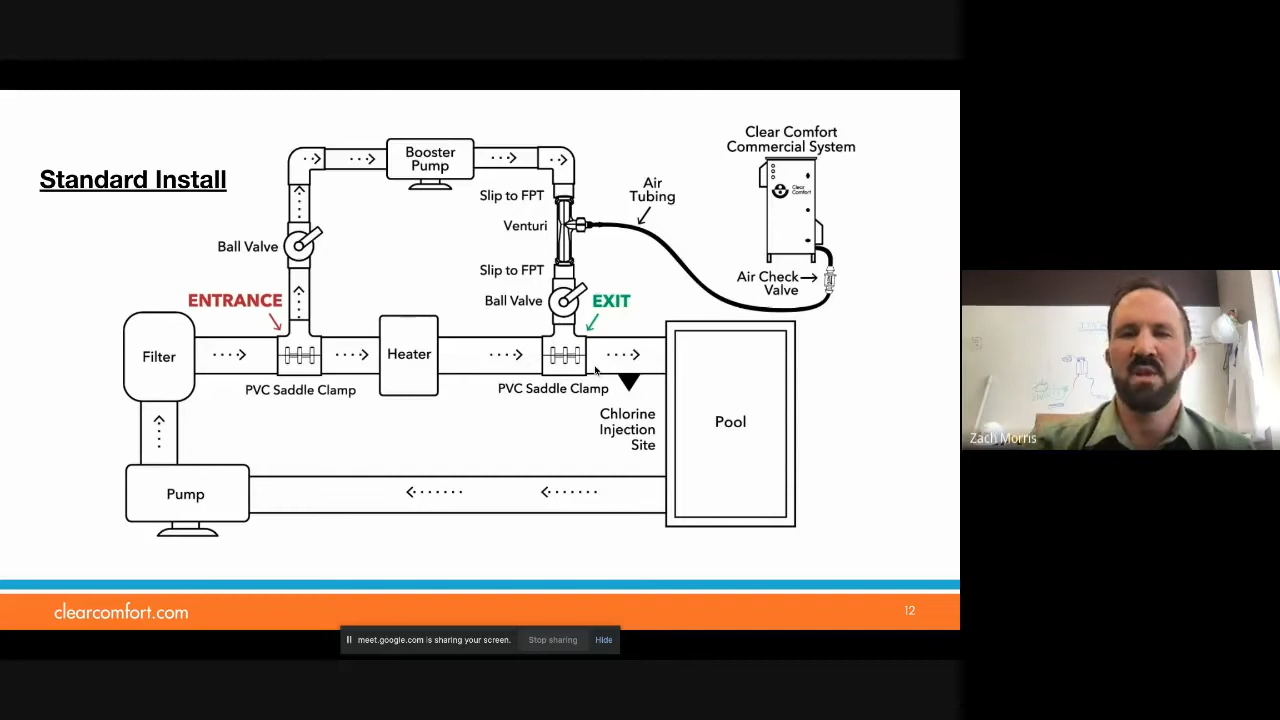 Standard Install
Clear Comfort
Commercial System
Booster
Pump
Air
Tubing
Slip to FPT
Clear
Comfort
Venturi
Ball Valve
Slip to FPT
Air Check
Valve
ENTRANCE
Ball Valve
EXIT
Filter
Heater
PVC Saddle Clamp
PVC Saddle Clamp
Chlorine
Injection
Site
Pool
Pump
Zach Morris
clearcomfort.com
12
meet.google.com is sharing your screen.
Stop sharing
Hide